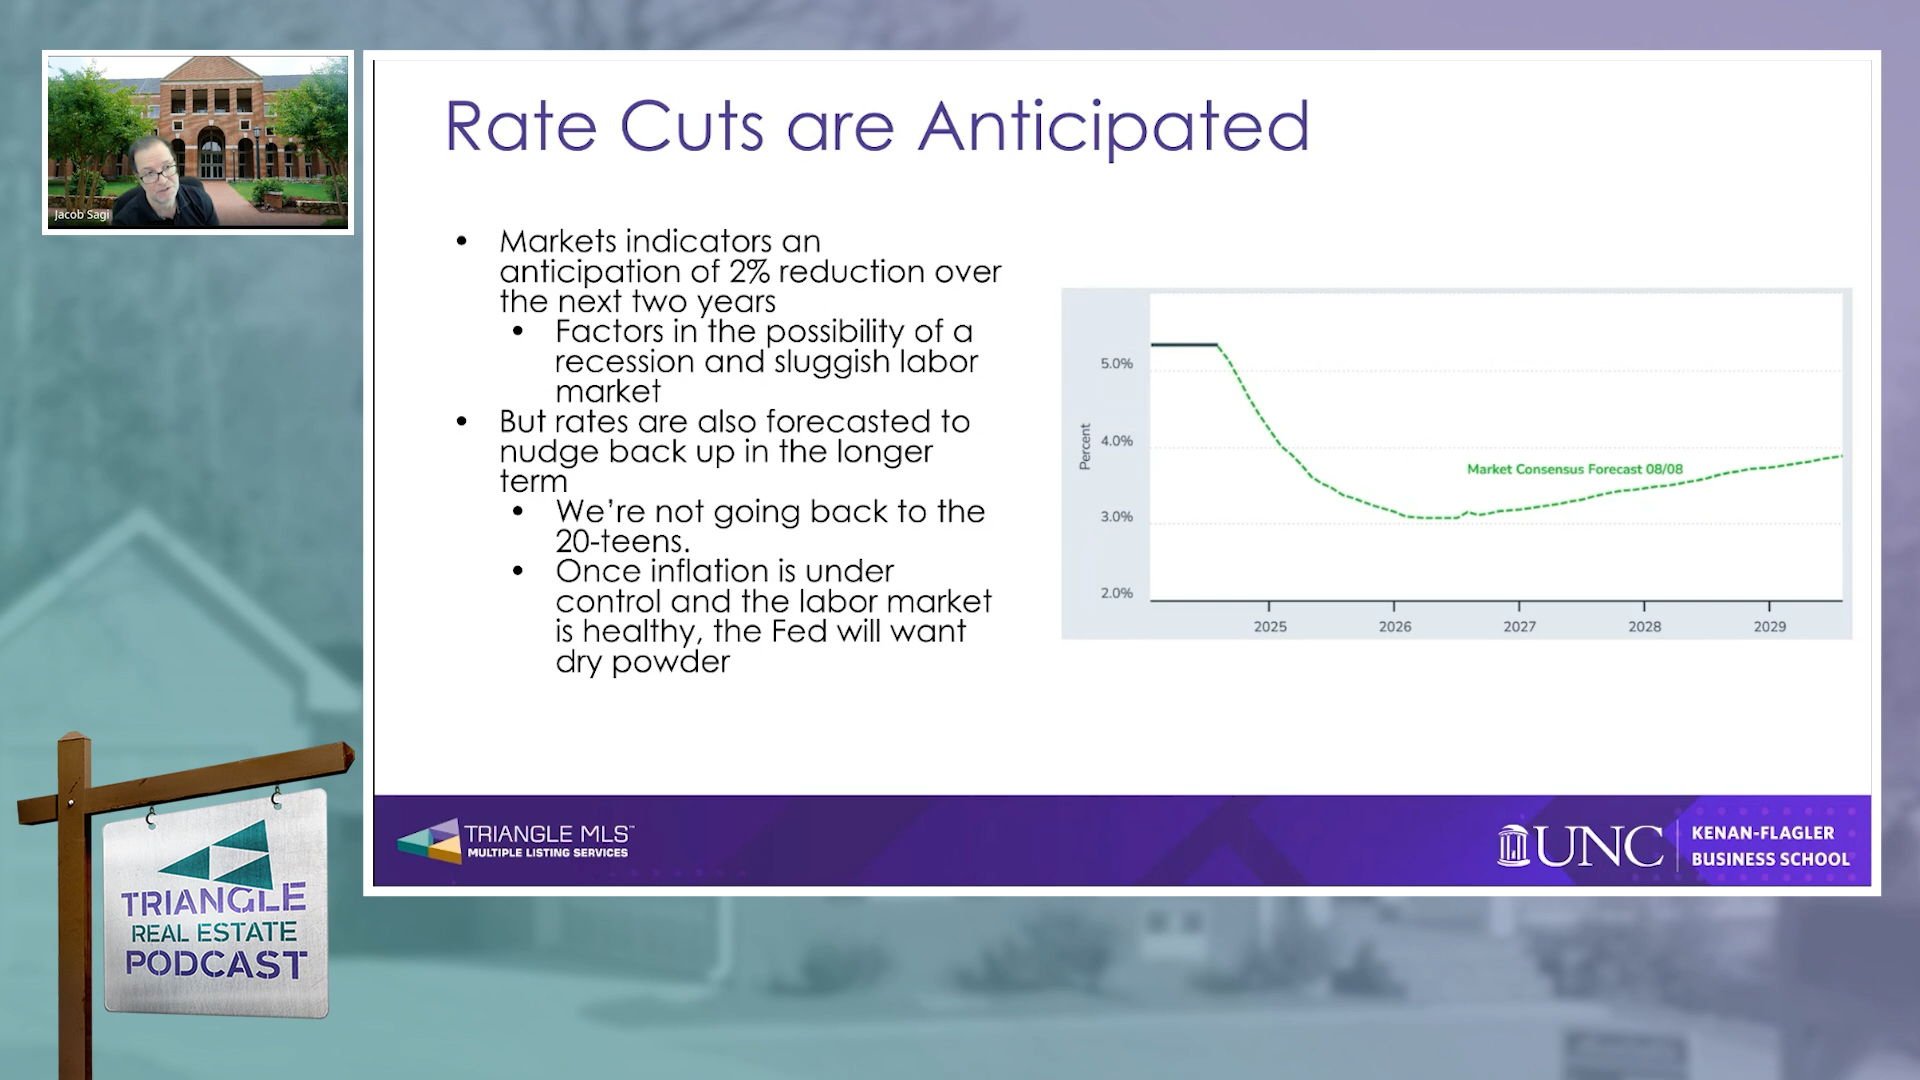 Jacob Sagi
Rate Cuts are Anticipated
• Markets indicators an
anticipation of 2% reduction over
the next two years
• Factors in the possibility of a
recession and sluggish labor
market
• But rates are also forecasted to
nudge back up in the longer
term
• We’re not going back to the
20-teens.
• Once inflation is under
control and the labor market
is healthy, the Fed will want
dry powder
Percent
5.0%
4.0%
3.0%
2.0%
Market Consensus Forecast 08/08
2025 2026 2027 2028 2029
TRIANGLE MLS™
MULTIPLE LISTING SERVICES
UNC
KENAN-FLAGLER
BUSINESS SCHOOL
TRIANGLE
REAL ESTATE
PODCAST